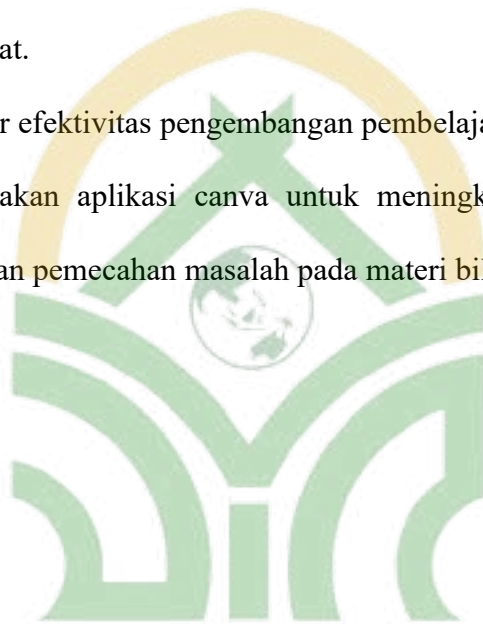 at.
r efektivitas pengembangan pembelaja
akan aplikasi canva untuk meningk
an pemecahan masalah pada materi bil